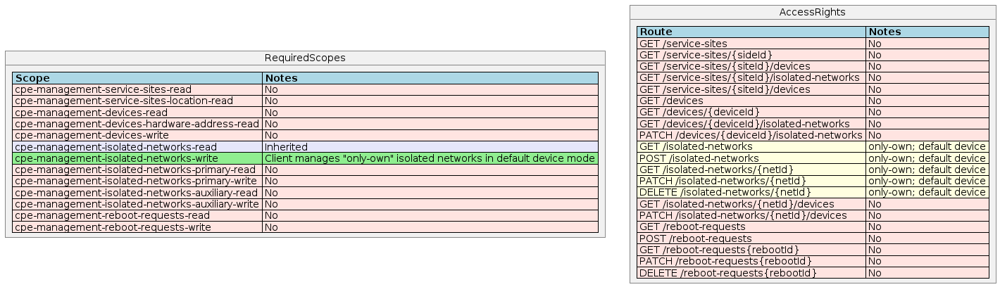 RequiredScopes
Scope Notes
cpe-management-service-sites-read No
cpe-management-service-sites-location-read No
cpe-management-devices-read No
cpe-management-devices-hardware-address-read No
cpe-management-devices-write No
cpe-management-isolated-networks-read Inherited
cpe-management-isolated-networks-write Client manages "only-own" isolated networks in default device mode
cpe-management-isolated-networks-primary-read No
cpe-management-isolated-networks-primary-write No
cpe-management-isolated-networks-auxiliary-read No
cpe-management-isolated-networks-auxiliary-write No
cpe-management-reboot-requests-read No
cpe-management-reboot-requests-write No
AccessRights
Route Notes
GET /service-sites No
GET /service-sites/{sideId} No
GET /service-sites/{siteId}/devices No
GET /service-sites/{siteId}/isolated-networks No
GET /service-sites/{siteId}/devices No
GET /devices No
GET /devices/{deviceId} No
GET /devices/{deviceId}/isolated-networks No
PATCH /devices/{deviceId}/isolated-networks No
GET /isolated-networks only-own; default device
POST /isolated-networks only-own; default device
GET /isolated-networks/{netId} only-own; default device
PATCH /isolated-networks/{netId} only-own; default device
DELETE /isolated-networks/{netId} only-own; default device
GET /isolated-networks/{netId}/devices No
PATCH /isolated-networks/{netId}/devices No
GET /reboot-requests No
POST /reboot-requests No
GET /reboot-requests{rebootId} No
PATCH /reboot-requests{rebootId} No
DELETE /reboot-requests{rebootId} No